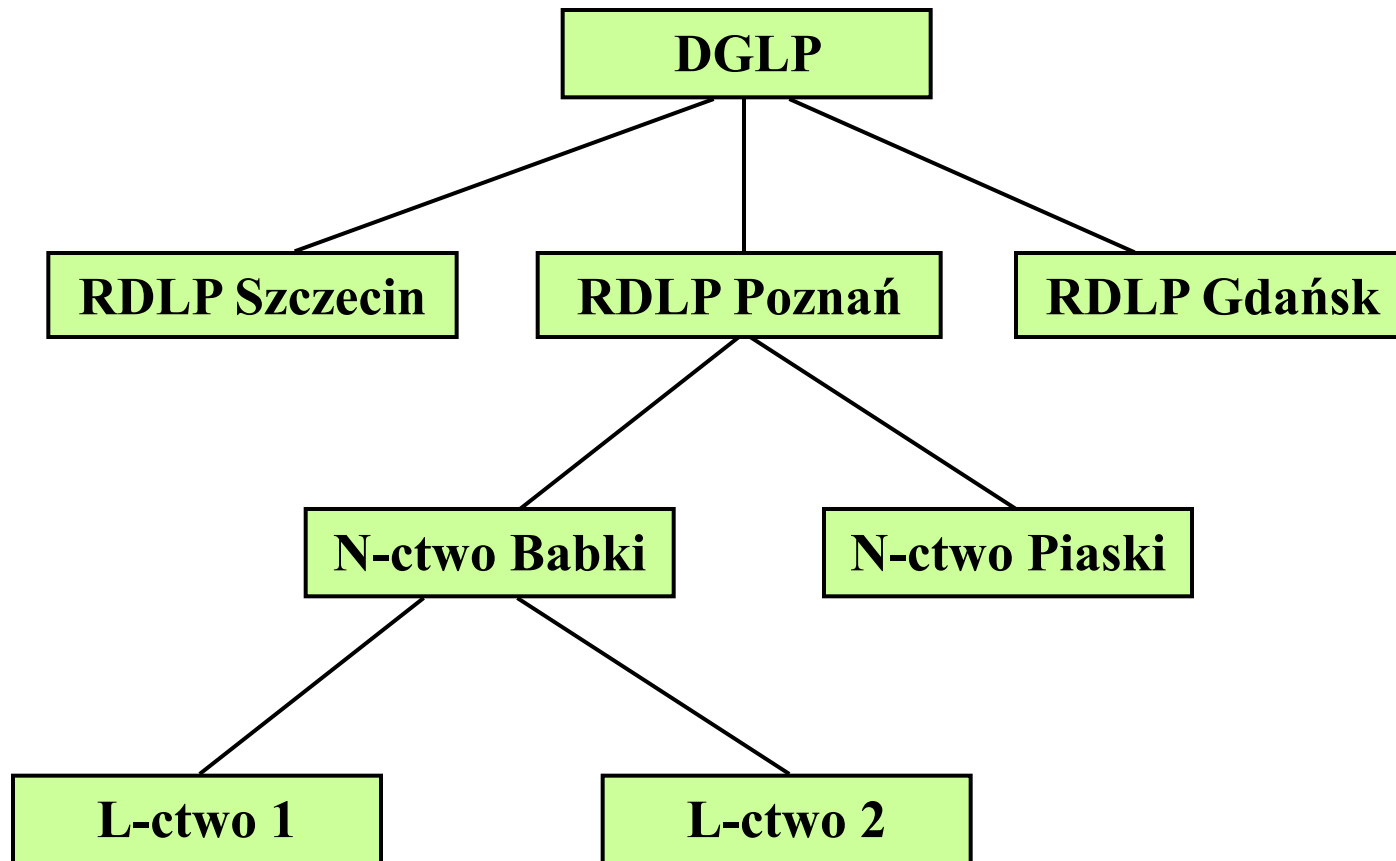 DGLP
RDLP Szczecin
RDLP Poznań
RDLP Gdańsk
N-ctwo Babki
N-ctwo Piaski
L-ctwo 1
L-ctwo 2